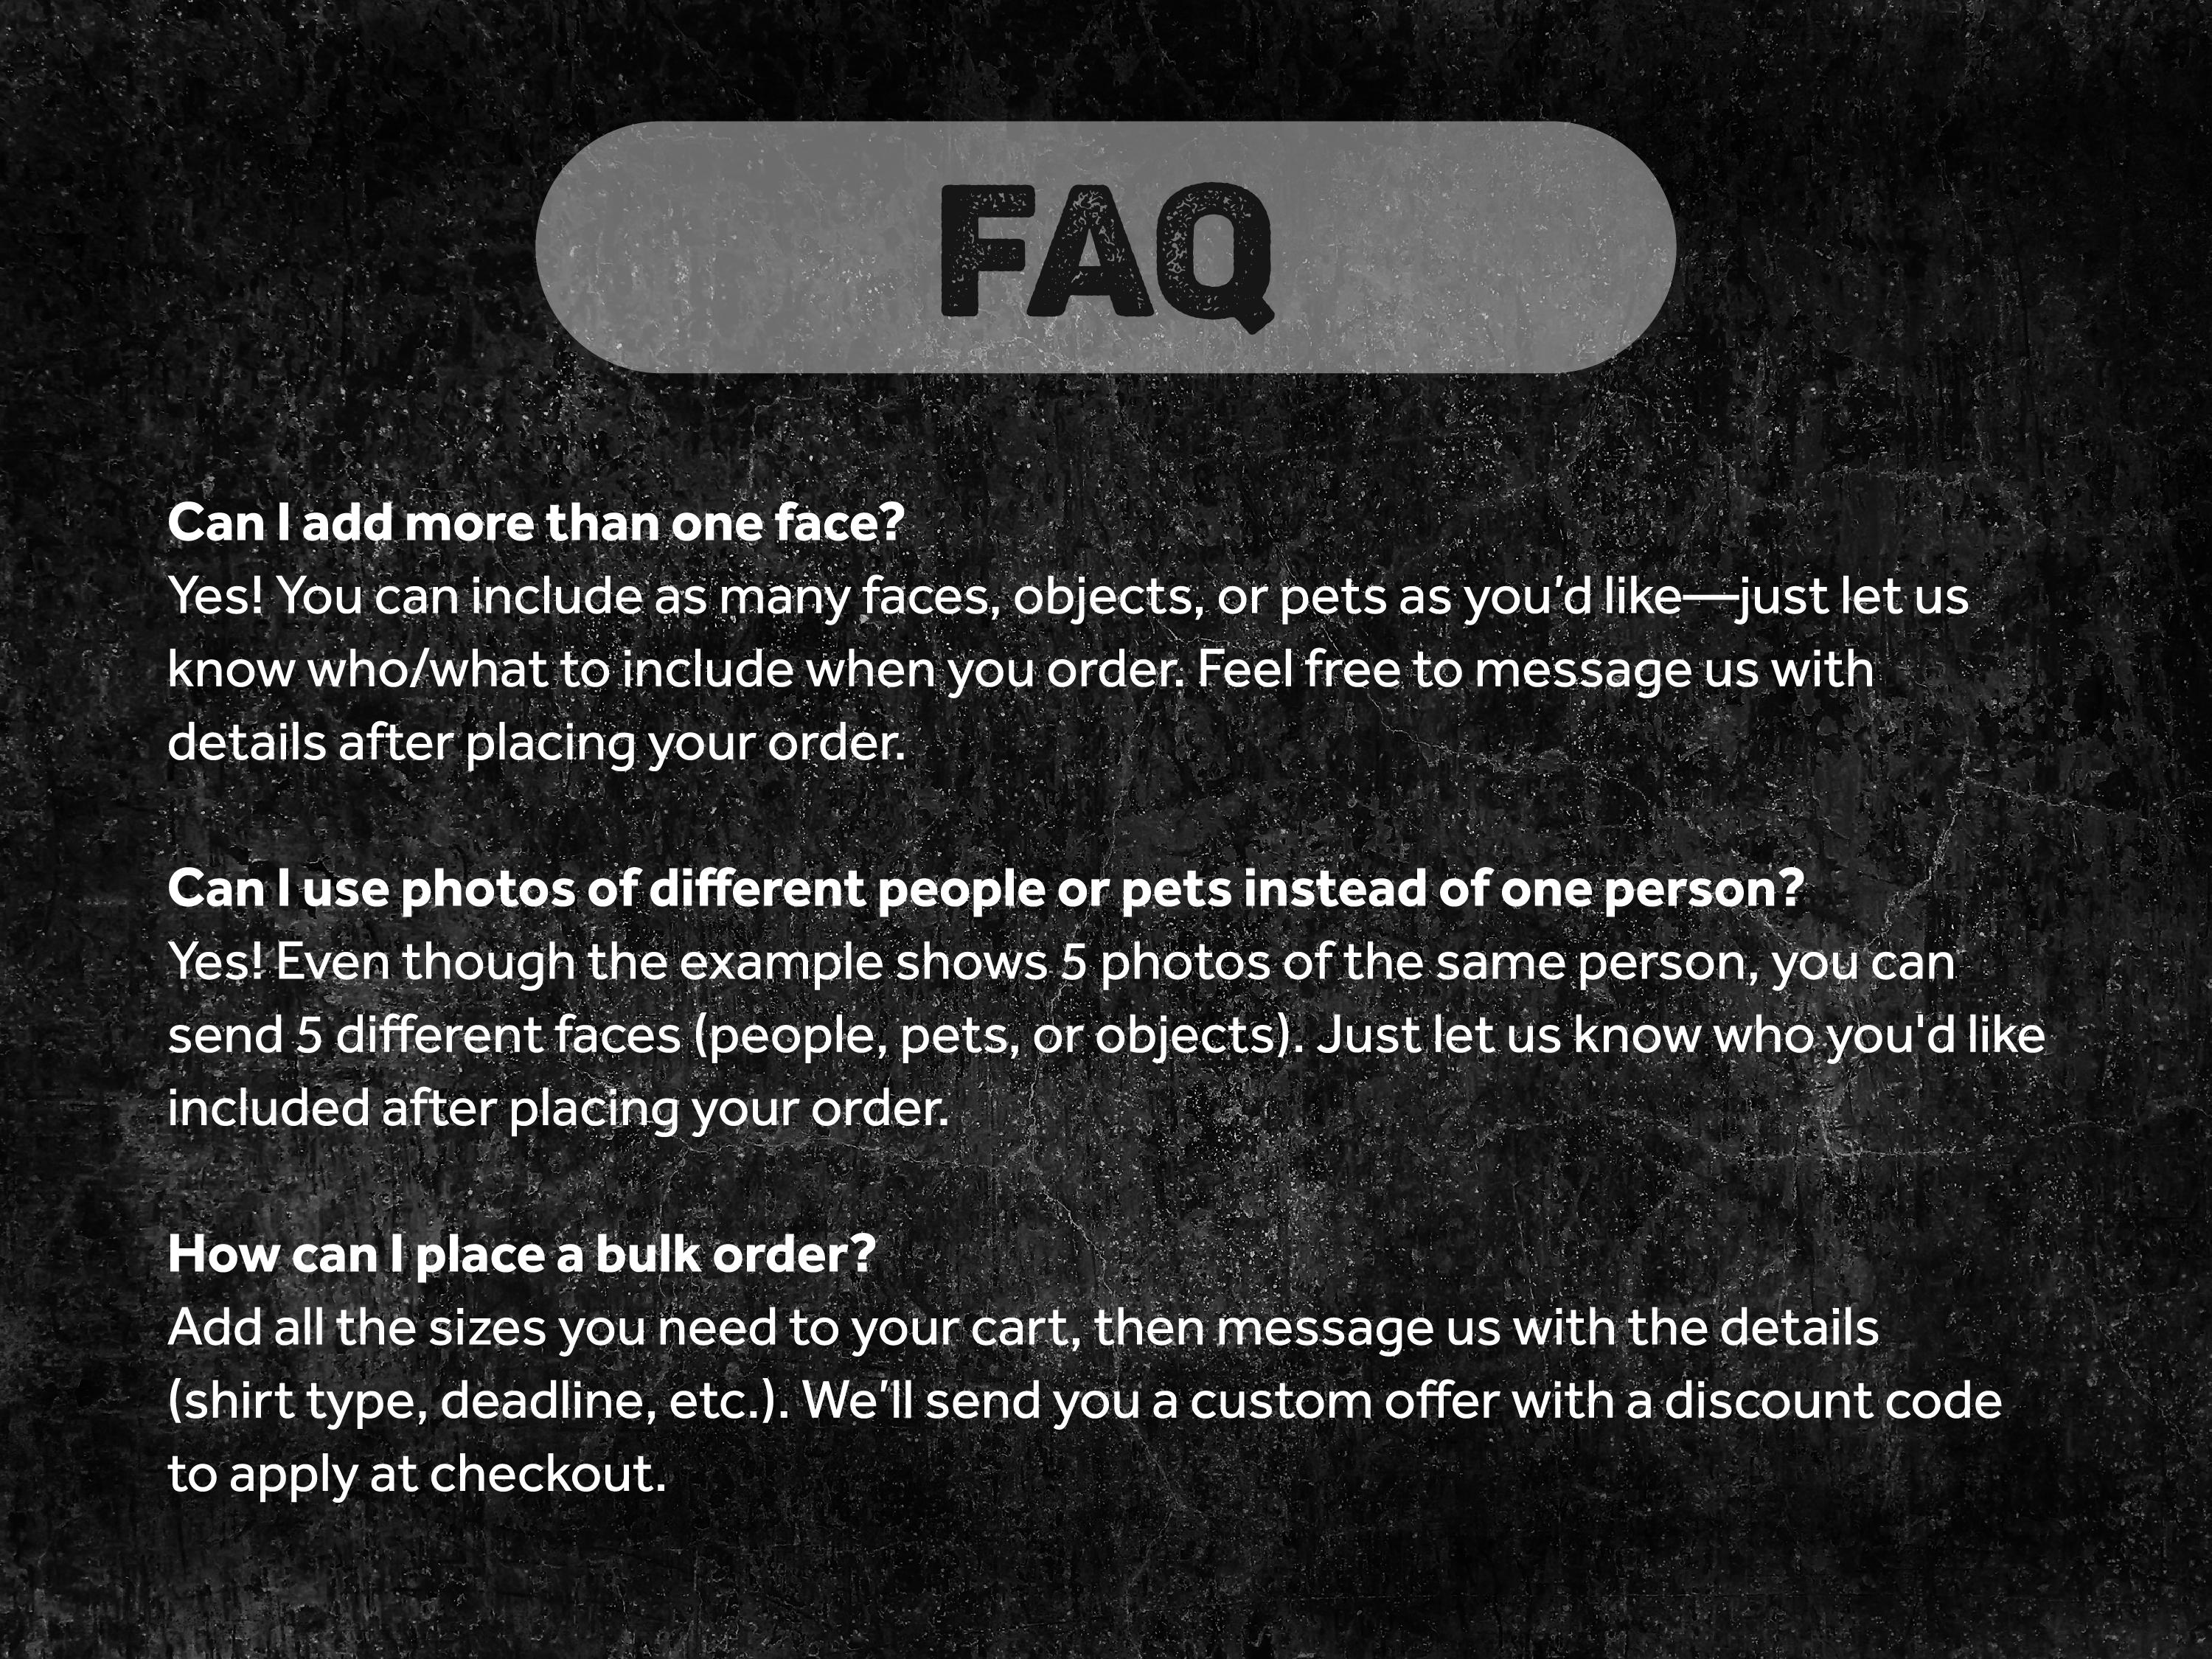 FAQ
Can I add more than one face?
Yes! You can include as many faces, objects, or pets as you’d like—just let us
know who/what to include when you order. Feel free to message us with
details after placing your order.
Can I use photos of different people or pets instead of one person?
Yes! Even though the example shows 5 photos of the same person, you can
send 5 different faces (people, pets, or objects). Just let us know who you'd like
included after placing your order.
How can I place a bulk order?
Add all the sizes you need to your cart, then message us with the details
(shirt type, deadline, etc.). We’ll send you a custom offer with a discount code
to apply at checkout.